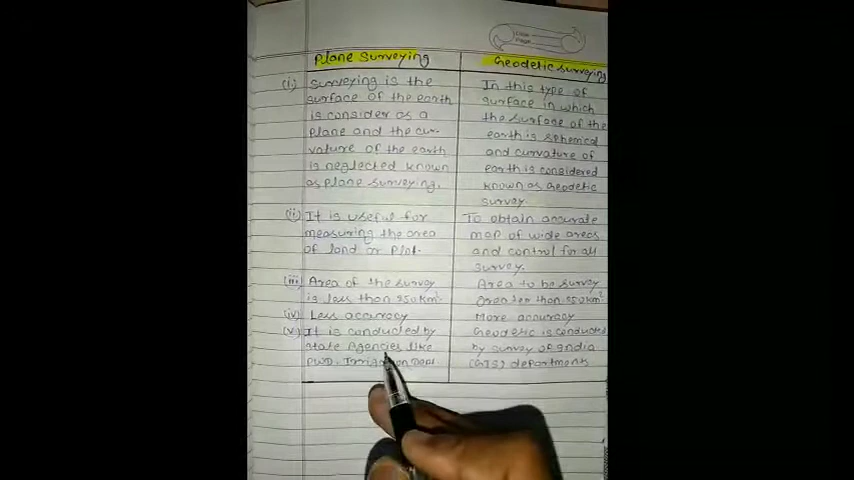 Date
Page
Plane Surveying
Geodetic surveying
(i) Surveying is the
surface of the earth
is consider as a
plane and the cur-
vature of the earth
is neglected known
as plane surveying.
In this type of
surface in which
the surface of the
earth is spherical
and curvature of
earth is considered
known as Geodetic
survey.
(ii) It is useful for
measuring the area
of land or plot.
To obtain accurate
map of wide areas
and control for all
survey.
(iii) Area of the survey
is less than 250km².
Area to be survey
than 250km²
(iv) Less accuracy
More accuracy
(v) It is conducted by
state Agencies like
PWD. Irrigation
Geodetic is conducted
by survey of India
(GIS) departments